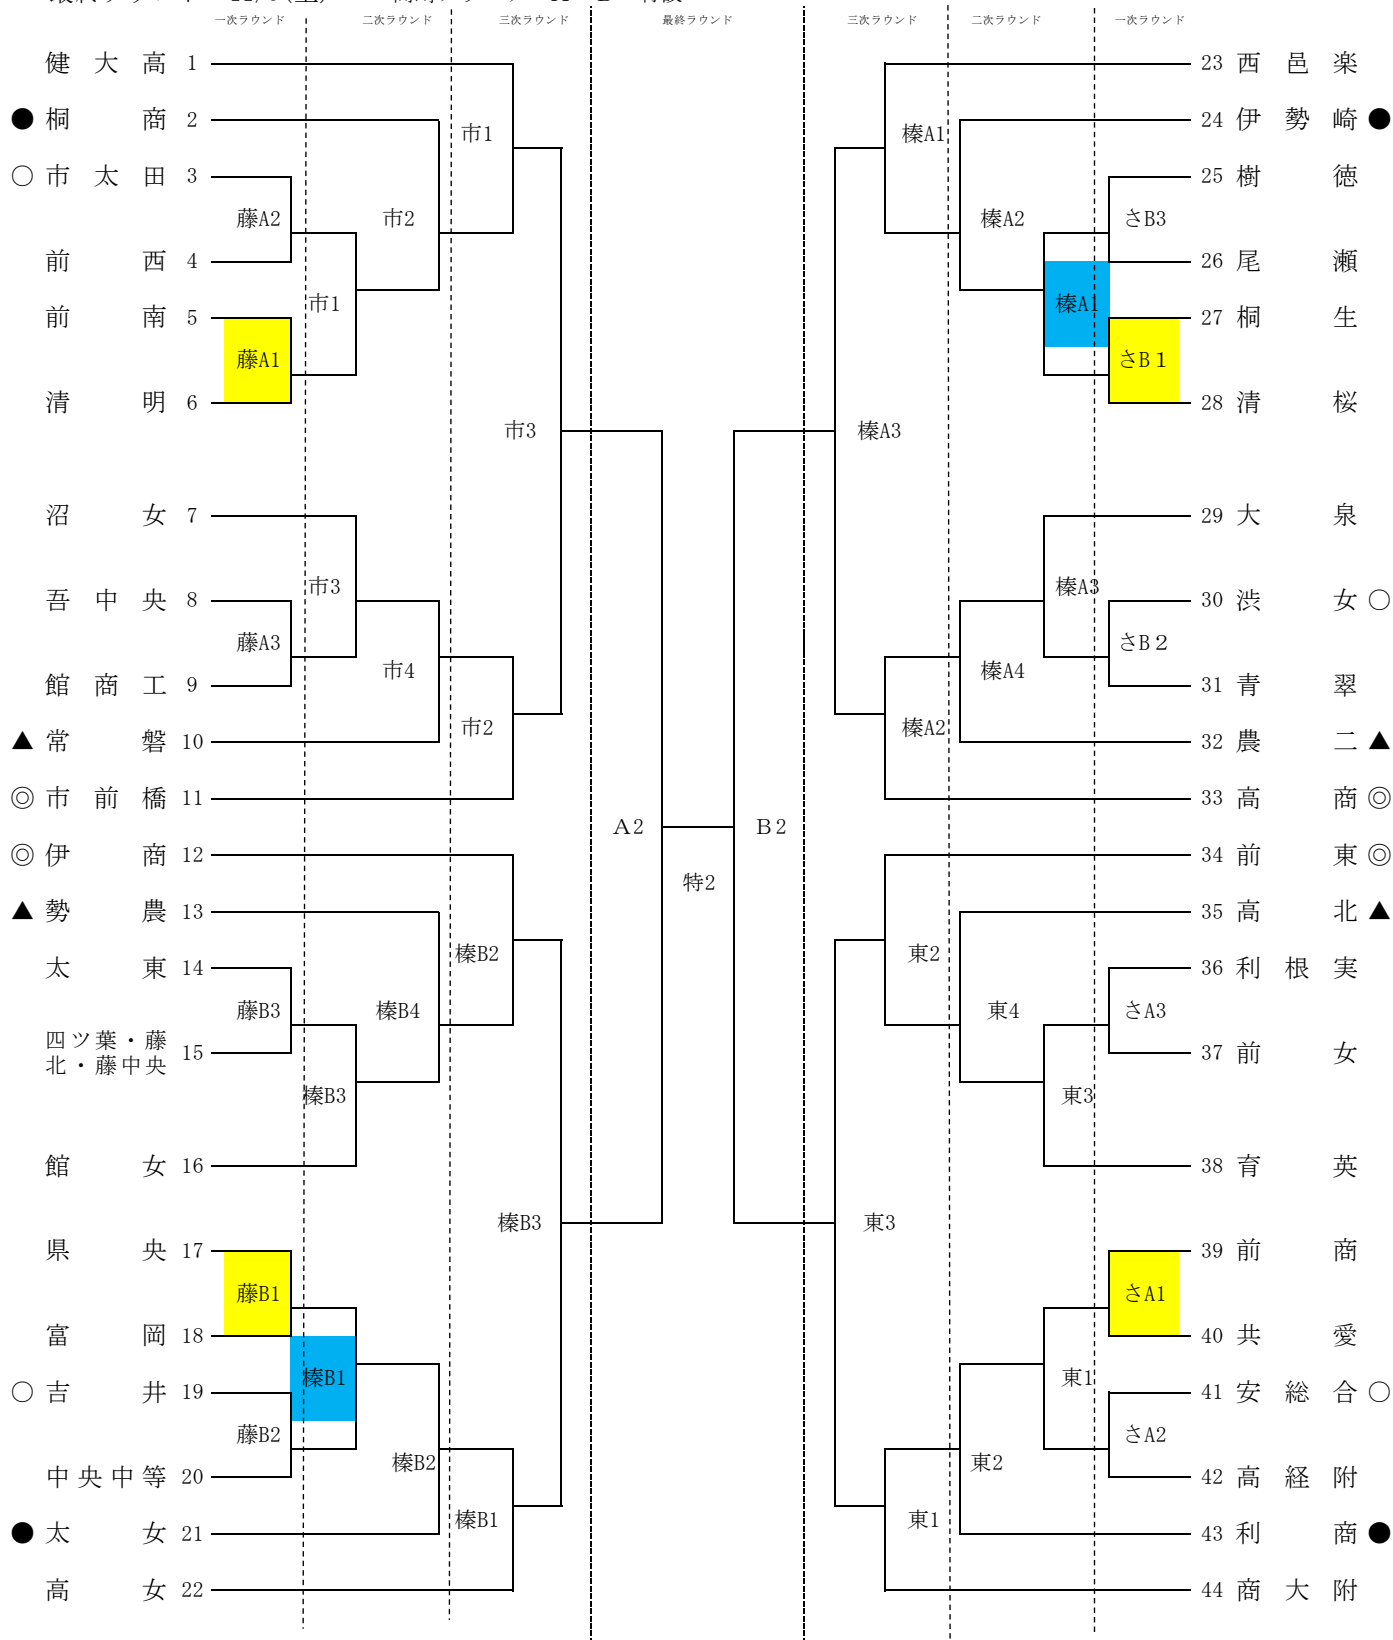 一次ラウンド 二次ラウンド 三次ラウンド 最終ラウンド 三次ラウンド 二次ラウンド 一次ラウンド
健大高 1
23 西邑楽
● 桐商 2
市1
榛A1
24 伊勢崎 ●
○ 市太田 3
25 樹徳
藤A2
市2
榛A2
さB3
前西 4
26 尾瀬
前南 5
市1
榛A1
27 桐生
藤A1
さB１
清明 6
28 清桜
市3
榛A3
沼女 7
29 大泉
吾中央 8
市3
榛A3
30 渋女 ○
藤A3
市4
榛A4
さB２
館商工 9
31 青翠
▲ 常磐 10
市2
榛A2
32 農二 ▲
◎ 市前橋 11
33 高商 ◎
Ａ2
Ｂ2
◎ 伊商 12
特2
34 前東 ◎
▲ 勢農 13
35 高北 ▲
榛B2
東2
太東 14
36 利根実
藤B3
榛B4
東4
さA3
四ツ葉・藤
北・藤中央 15
37 前女
榛B3
東3
館女 16
38 育英
榛B3
東3
県央 17
39 前商
藤B1
さA1
富岡 18
40 共愛
榛B1
東1
○ 吉井 19
41 安総合 ○
藤B2
さA2
榛B2
東2
中央中等 20
42 高経附
榛B1
東1
● 太女 21
43 利商 ●
高女 22
44 商大附